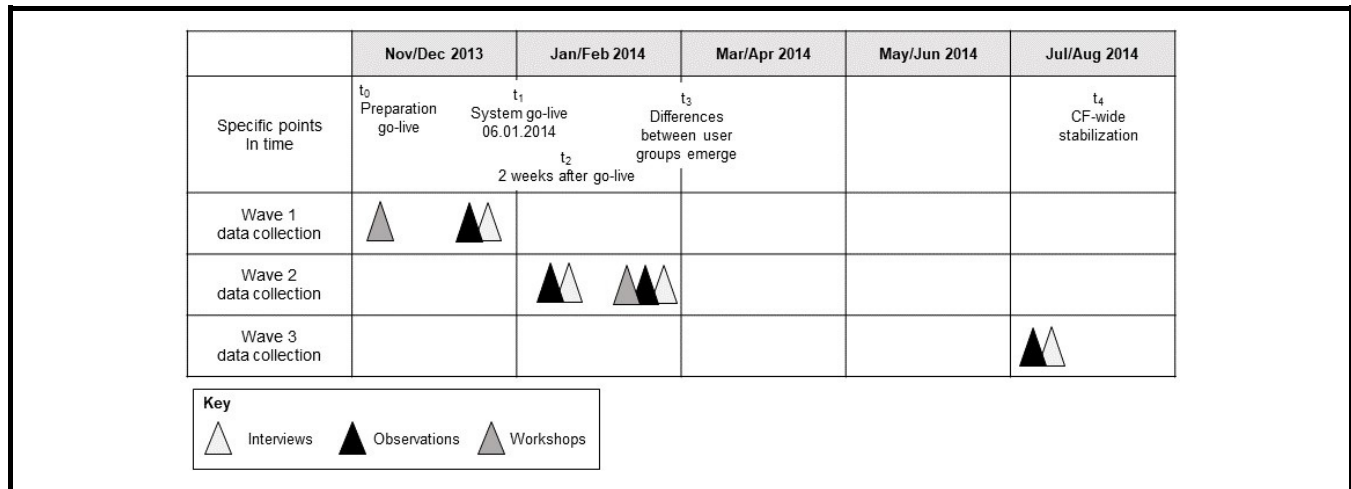 Nov/Dec 2013 Jan/Feb 2014 Mar/Apr 2014 May/Jun 2014 Jul/Aug 2014
Specific points
In time
t0
Preparation
go-live
t1
System go-live
06.01.2014
t2
2 weeks after go-live
t3
Differences
between user
groups emerge
t4
CF-wide
stabilization
Wave 1
data collection
Wave 2
data collection
Wave 3
data collection
Key
Interviews Observations Workshops